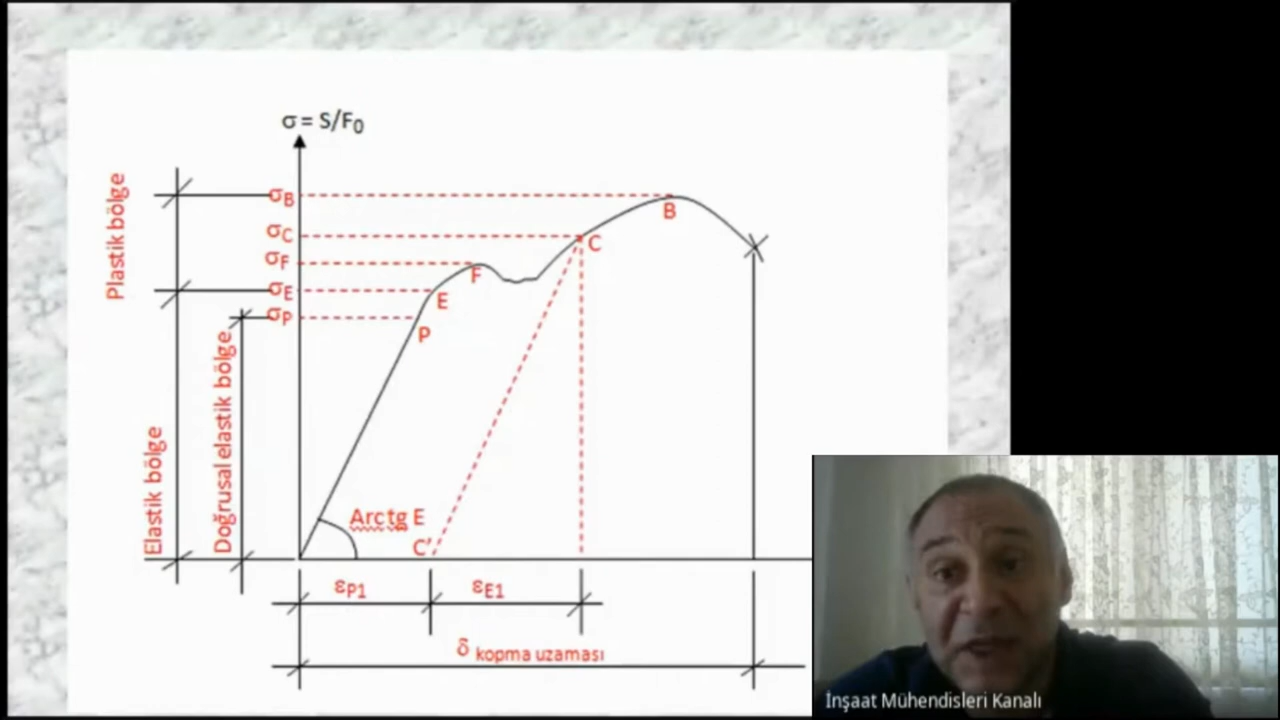 σ = S/F₀
Plastik bölge
σB
σC
σF
σE
σP
B
C
F
E
P
Elastik bölge
Doğrusal elastik bölge
Arctg E
C'
εP1
εE1
δ kopma uzaması
İnşaat Mühendisleri Kanalı